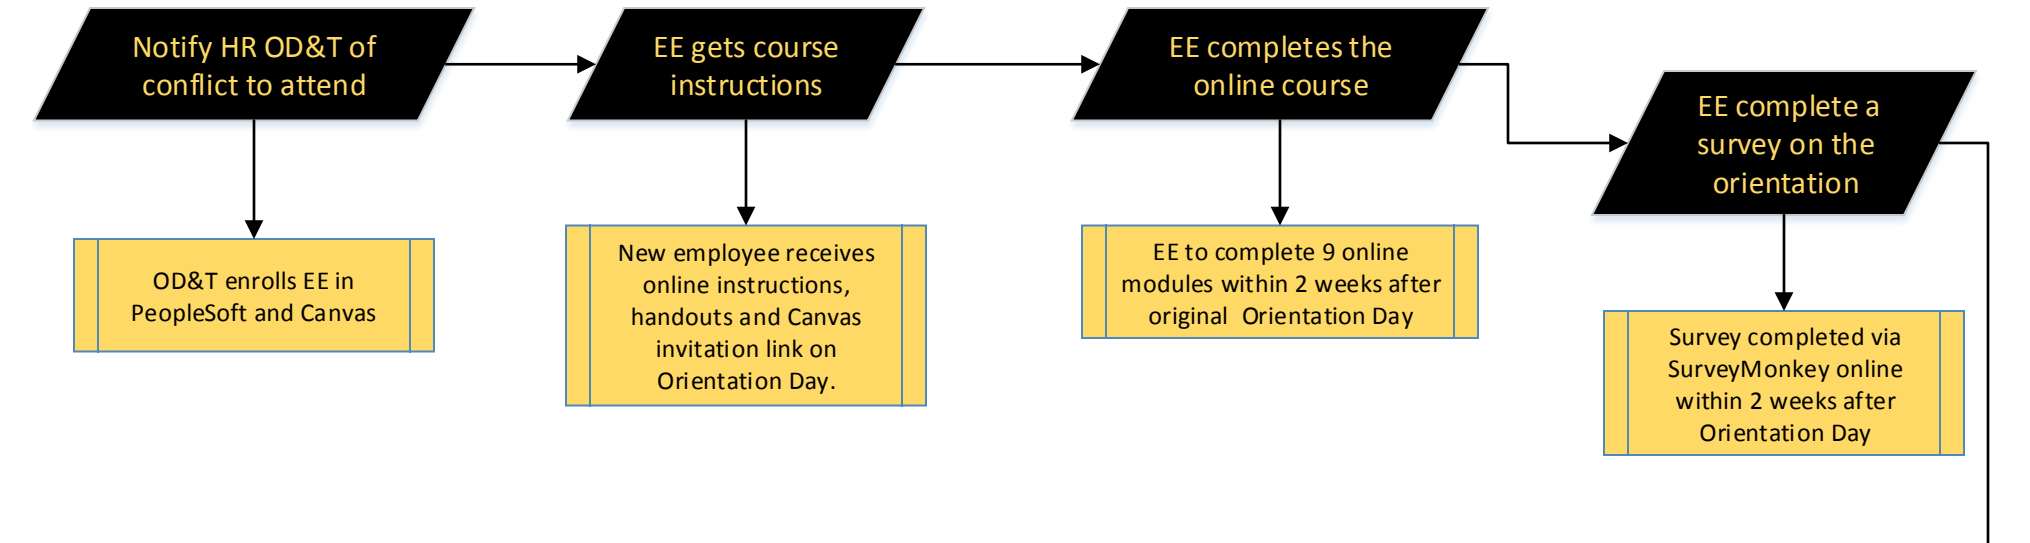 Notify HR OD&T of
conflict to attend
EE gets course
instructions
EE completes the
online course
EE complete a
survey on the
orientation
OD&T enrolls EE in
PeopleSoft and Canvas
New employee receives
online instructions,
handouts and Canvas
invitation link on
Orientation Day.
EE to complete 9 online
modules within 2 weeks after
original  Orientation Day
Survey completed via
SurveyMonkey online
within 2 weeks after
Orientation Day